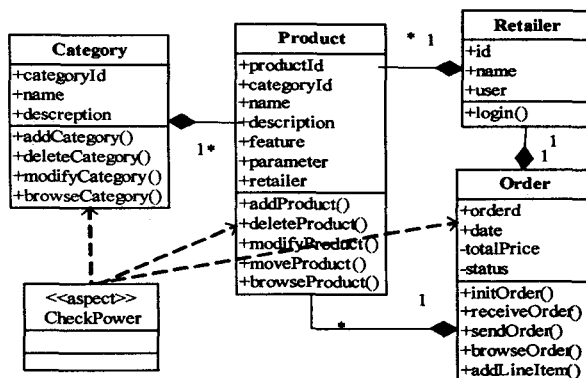 Category
+categoryId
+name
+descreption
+addCategory()
+deleteCategory()
+modifyCategory()
+browseCategory()
1*
Product
+productId
+categoryId
+name
+description
+feature
+parameter
+retailer
+addProduct()
+deleteProduct()
+modifyProduct()
+moveProduct()
+browseProduct()
* 1
Retailer
+id
+name
+user
+login()
1
1
Order
+orderd
+date
-totalPrice
-status
+initOrder()
+receiveOrder()
+sendOrder()
+browseOrder()
+addLineItem()
1
*
<<aspect>>
CheckPower